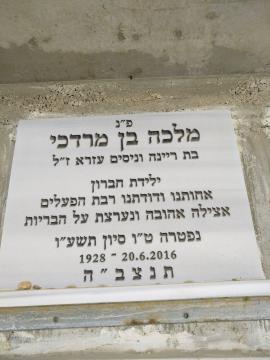 פ"נ
מלכה בן מרדכי
בת ריינה וניסים עזרא ז"ל
ילידת חברון
אחותנו ודודתנו רבת הפעלים
אצילה אהובה ונערצת על הבריות
נפטרה ט"ו סיון תשע"ו
1928 - 20.6.2016
תנצב"ה